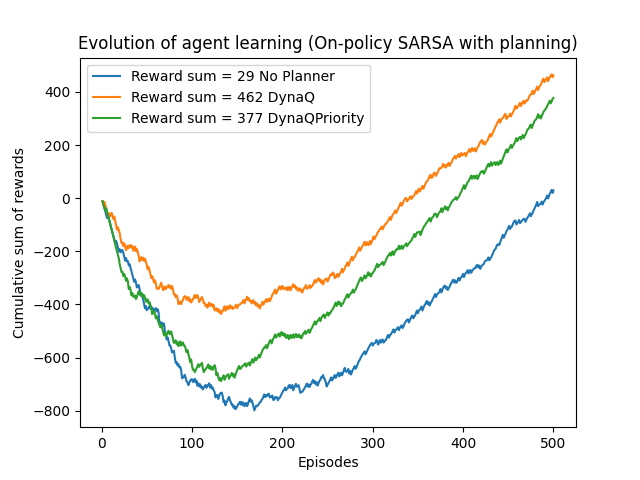 Evolution of agent learning (On-policy SARSA with planning)
Reward sum = 29 No Planner
Reward sum = 462 DynaQ
Reward sum = 377 DynaQPriority
Cumulative sum of rewards
400
200
0
−200
−400
−600
−800
0 100 200 300 400 500
Episodes